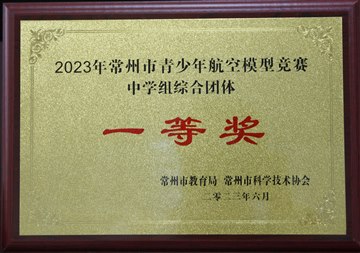 2023年常州市青少年航空模型竞赛
中学组综合团体
一等奖
常州市教育局 常州市科学技术协会
二零二三年六月